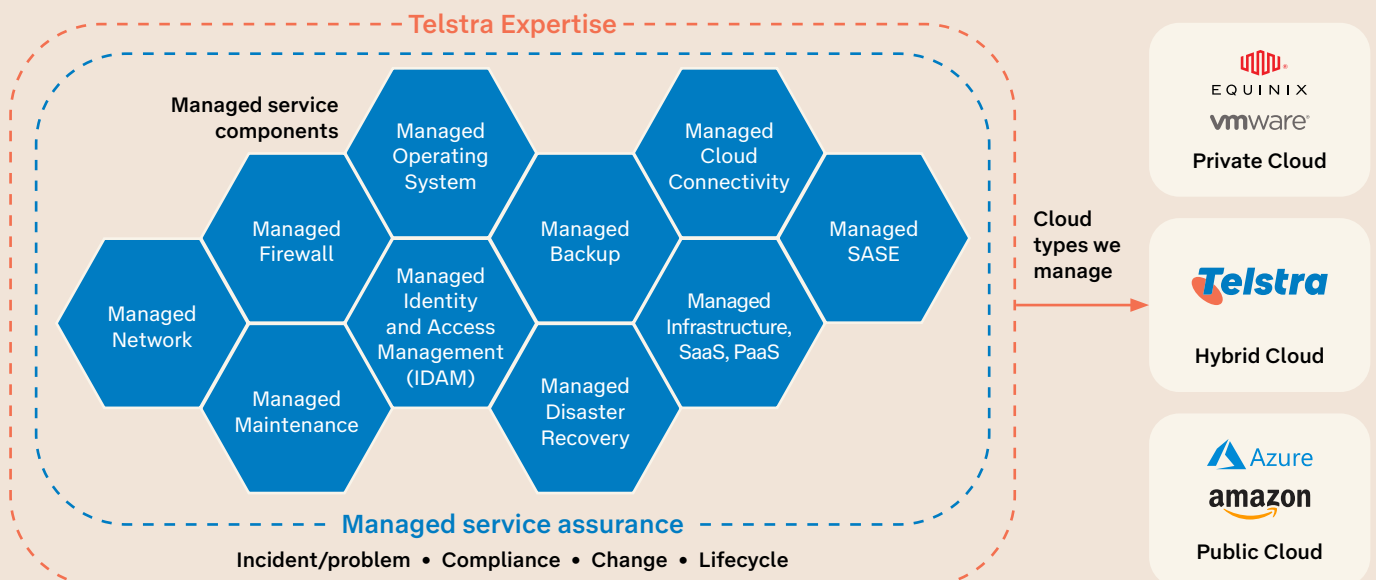 Telstra Expertise
Managed service
components
Managed
Operating
System
Managed
Cloud
Connectivity
Managed
Firewall
Managed
Backup
Managed
SASE
Managed
Network
Managed
Identity
and Access
Management
(IDAM)
Managed
Infrastructure,
SaaS, PaaS
Managed
Maintenance
Managed
Disaster
Recovery
Managed service assurance
Incident/problem • Compliance • Change • Lifecycle
Cloud
types we
manage
EQUINIX
vmware®
Private Cloud
Telstra
Hybrid Cloud
Azure
amazon
Public Cloud